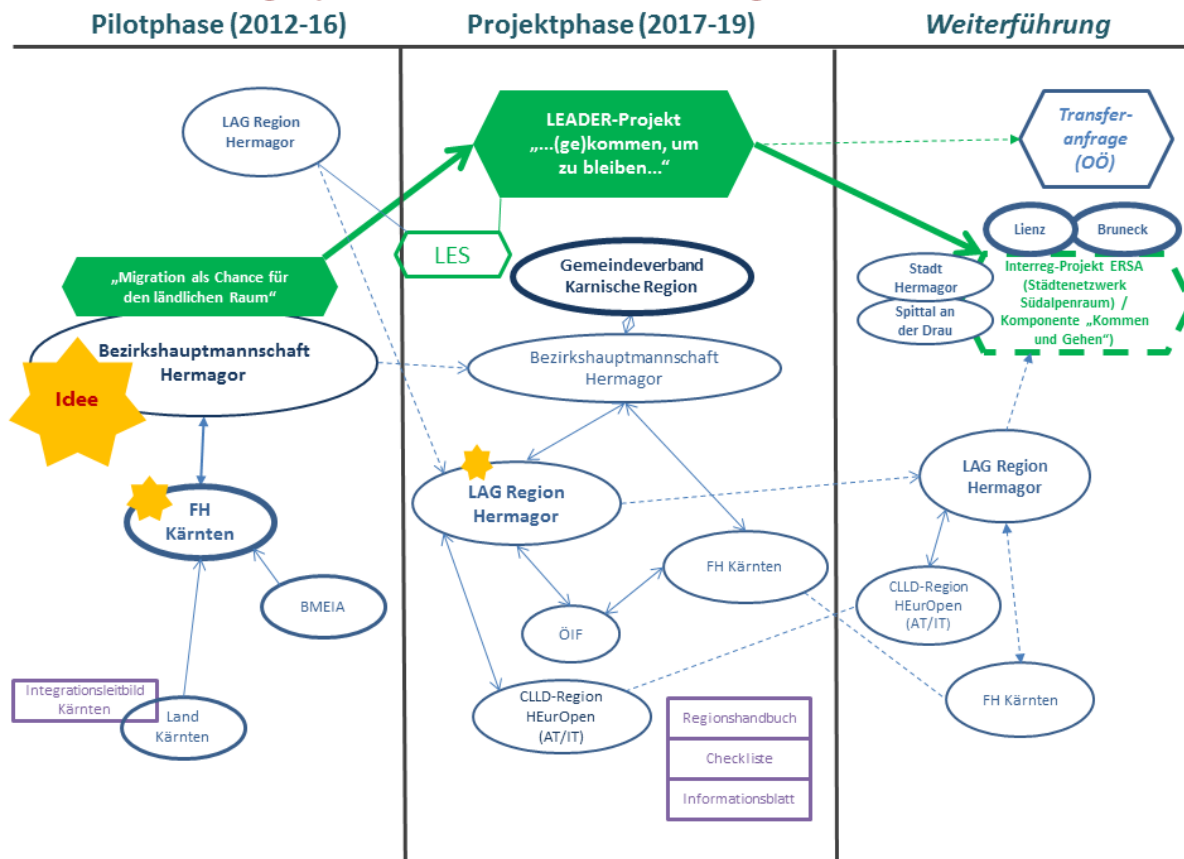 Pilotphase (2012-16)
Projektphase (2017-19)
Weiterführung
LAG Region
Hermagor
„Migration als Chance für
den ländlichen Raum“
Bezirkshauptmannschaft
Hermagor
Idee
FH
Kärnten
BMEIA
Integrationsleitbild
Kärnten
Land
Kärnten
LEADER-Projekt
„...(ge)kommen, um
zu bleiben...“
LES
Gemeindeverband
Karnische Region
Bezirkshauptmannschaft
Hermagor
LAG Region
Hermagor
FH Kärnten
ÖIF
CLLD-Region
HEurOpen
(AT/IT)
Regionshandbuch
Checkliste
Informationsblatt
Transfer-
anfrage
(OÖ)
Lienz
Bruneck
Stadt
Hermagor
Spittal an
der Drau
Interreg-Projekt ERSA
(Städtenetzwerk
Südalpenraum) /
Komponente „Kommen
und Gehen“)
LAG Region
Hermagor
CLLD-Region
HEurOpen
(AT/IT)
FH Kärnten